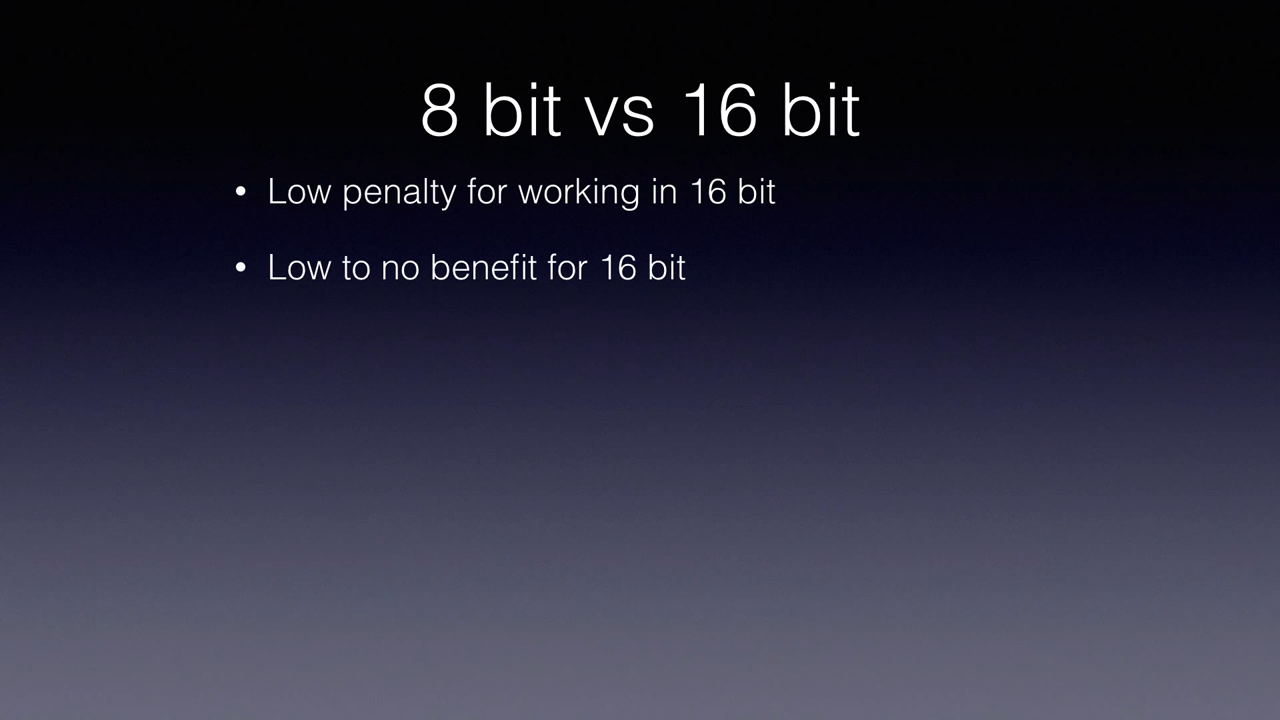 8 bit vs 16 bit
• Low penalty for working in 16 bit
• Low to no benefit for 16 bit